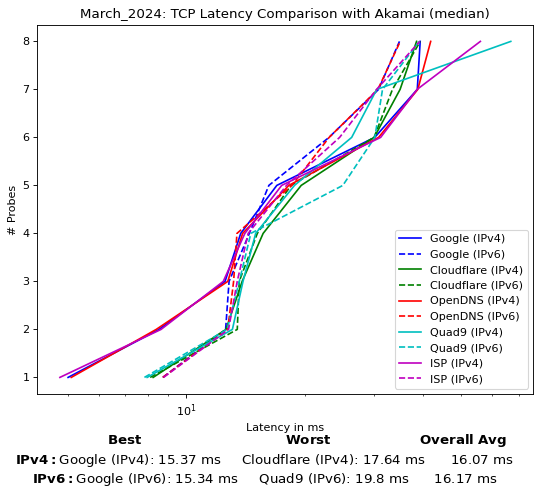 March_2024: TCP Latency Comparison with Akamai (median)
8
7
6
5
4
3
2
1
# Probes
10^1
Latency in ms
Google (IPv4)
Google (IPv6)
Cloudflare (IPv4)
Cloudflare (IPv6)
OpenDNS (IPv4)
OpenDNS (IPv6)
Quad9 (IPv4)
Quad9 (IPv6)
ISP (IPv4)
ISP (IPv6)
Best Worst Overall Avg
IPv4: Google (IPv4): 15.37 ms Cloudflare (IPv4): 17.64 ms 16.07 ms
IPv6: Google (IPv6): 15.34 ms Quad9 (IPv6): 19.8 ms 16.17 ms